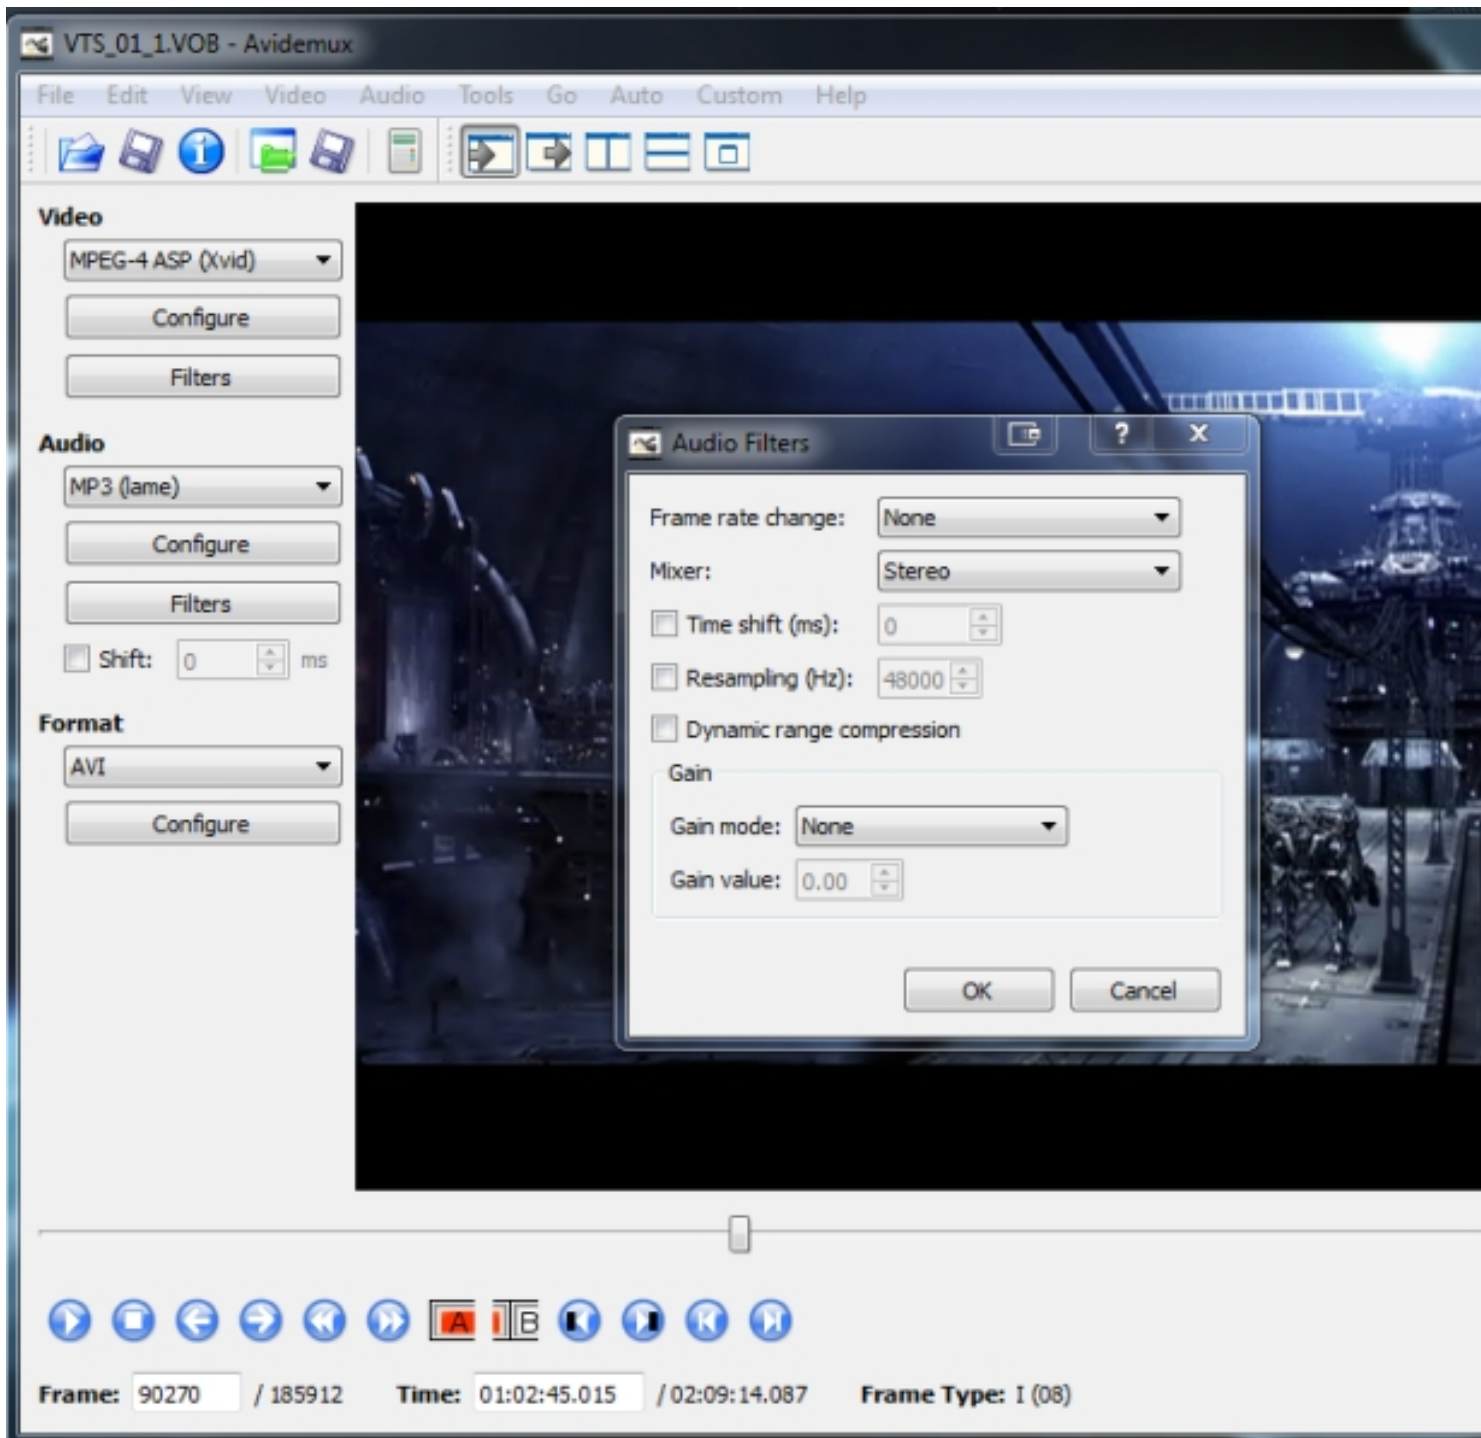 VTS_01_1.VOB - Avidemux
File Edit View Video Audio Tools Go Auto Custom Help
Video
MPEG-4 ASP (Xvid)
Configure
Filters
Audio
MP3 (lame)
Configure
Filters
Shift: 0 ms
Format
AVI
Configure
Audio Filters
Frame rate change: None
Mixer: Stereo
Time shift (ms): 0
Resampling (Hz): 48000
Dynamic range compression
Gain
Gain mode: None
Gain value: 0.00
OK Cancel
A B
Frame: 90270 / 185912 Time: 01:02:45.015 / 02:09:14.087 Frame Type: I (08)